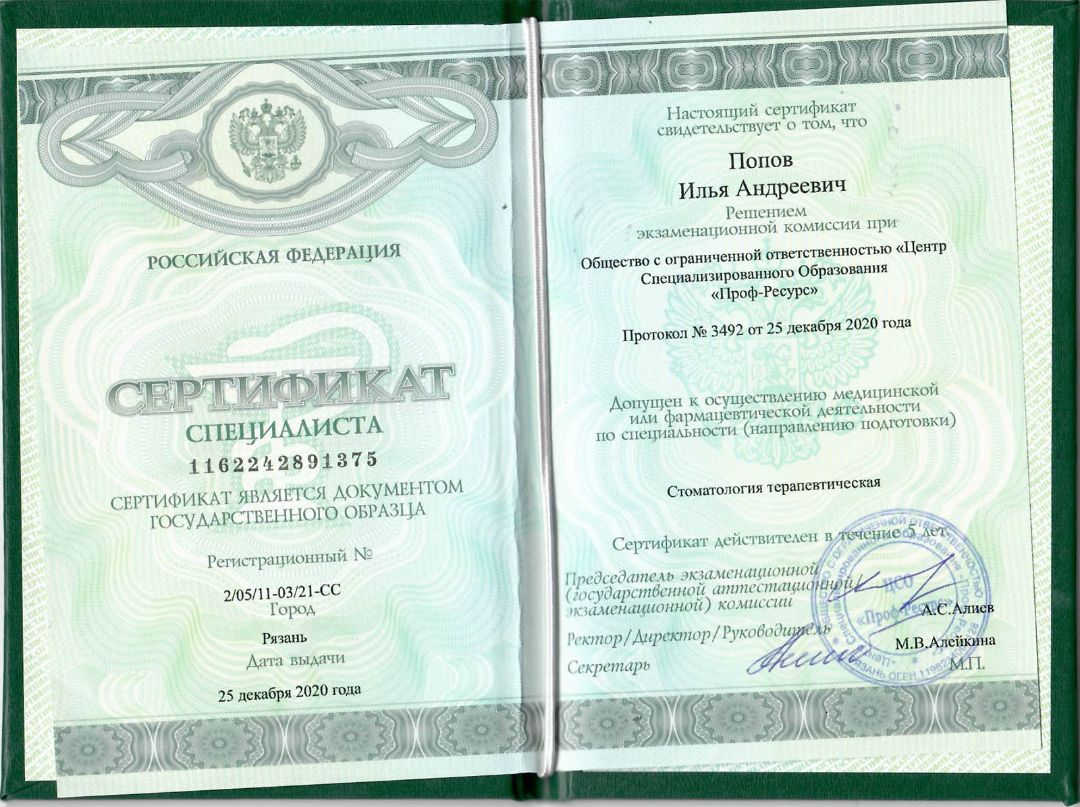 РОССИЙСКАЯ ФЕДЕРАЦИЯ
СЕРТИФИКАТ
СПЕЦИАЛИСТА
1162242891375
СЕРТИФИКАТ ЯВЛЯЕТСЯ ДОКУМЕНТОМ
ГОСУДАРСТВЕННОГО ОБРАЗЦА
Регистрационный №
2/05/11-03/21-СС
Город
Рязань
Дата выдачи
25 декабря 2020 года
Настоящий сертификат
свидетельствует о том, что
Попов
Илья Андреевич
Решением
экзаменационной комиссии при
Общество с ограниченной ответственностью «Центр
Специализированного Образования
«Проф-Ресурс»
Протокол № 3492 от 25 декабря 2020 года
Допущен к осуществлению медицинской
или фармацевтической деятельности
по специальности (направлению подготовки)
Стоматология терапевтическая
Сертификат действителен в течение 5 лет.
Председатель экзаменационной
(государственной аттестационной/
экзаменационной) комиссии
А.С.Алиев
Ректор/Директор/Руководитель
М.В.Алейкина
Секретарь
М.П.
ЦСО
«Проф-Ресурс»